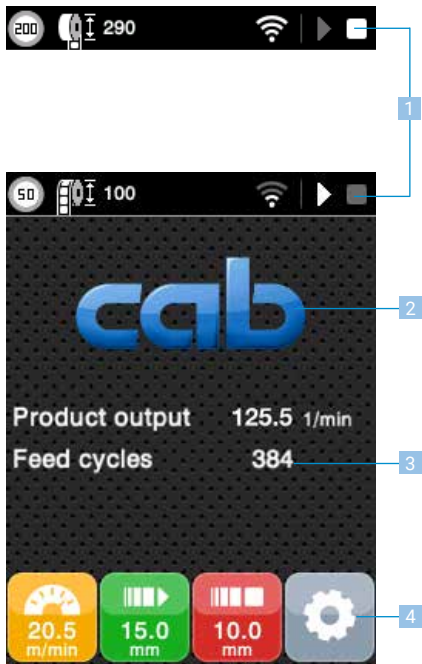 200 290
1
50 100
cab
2
Product output 125.5 1/min
Feed cycles 384
3
20.5 15.0 10.0
m/min mm mm
4